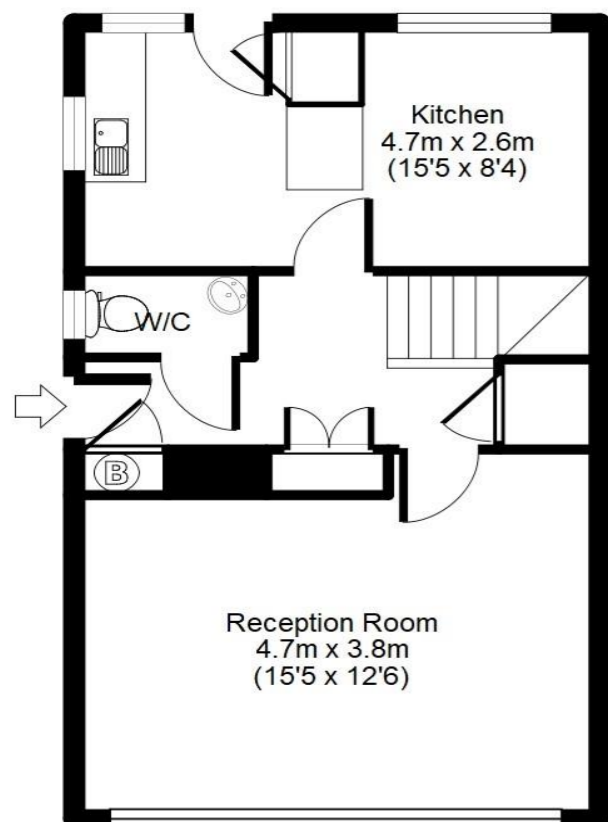 Kitchen
4.7m x 2.6m
(15'5 x 8'4)
W/C
B
Reception Room
4.7m x 3.8m
(15'5 x 12'6)